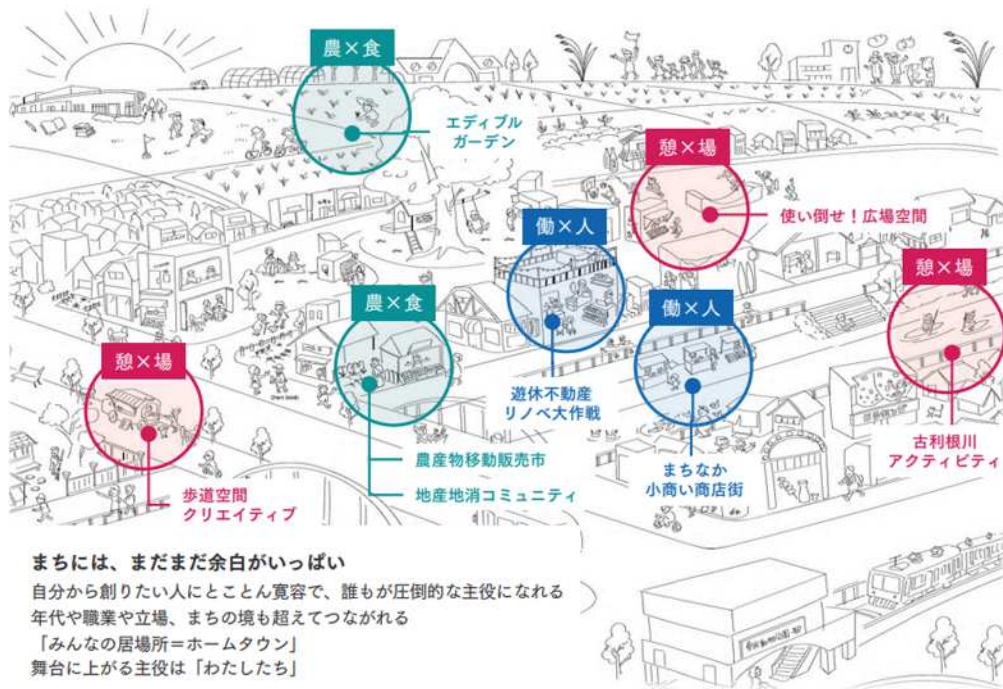 農×食
エディブル
ガーデン
憩×場
使い倒せ！広場空間
働×人
憩×場
農×食
働×人
憩×場
遊休不動産
リノベ大作戦
古利根川
アクティビティ
農産物移動販売市
まちなか
小商い商店街
地産地消コミュニティ
歩道空間
クリエイティブ
まちには、まだまだ余白がいっぱい
自分から創りたい人にとことん寛容で、誰もが圧倒的な主役になれる
年代や職業や立場、まちの境も超えてつながれる
「みんなの居場所＝ホームタウン」
舞台に上がる主役は「わたしたち」